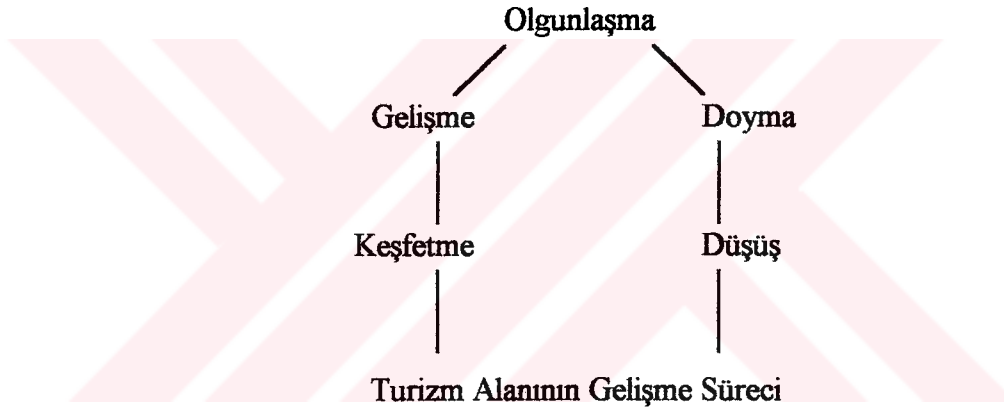 Olgunlaşma
Gelişme Doyma
Keşfetme Düşüş
Turizm Alanının Gelişme Süreci